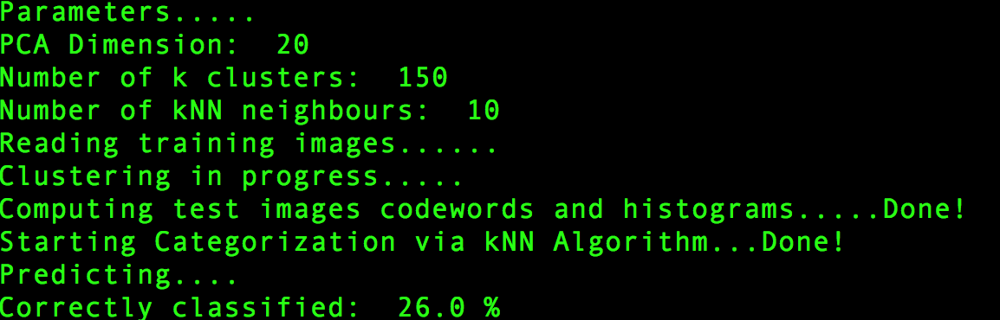 Parameters.....
PCA Dimension:  20
Number of k clusters:  150
Number of kNN neighbours:  10
Reading training images......
Clustering in progress.....
Computing test images codewords and histograms.....Done!
Starting Categorization via kNN Algorithm...Done!
Predicting....
Correctly classified:  26.0 %